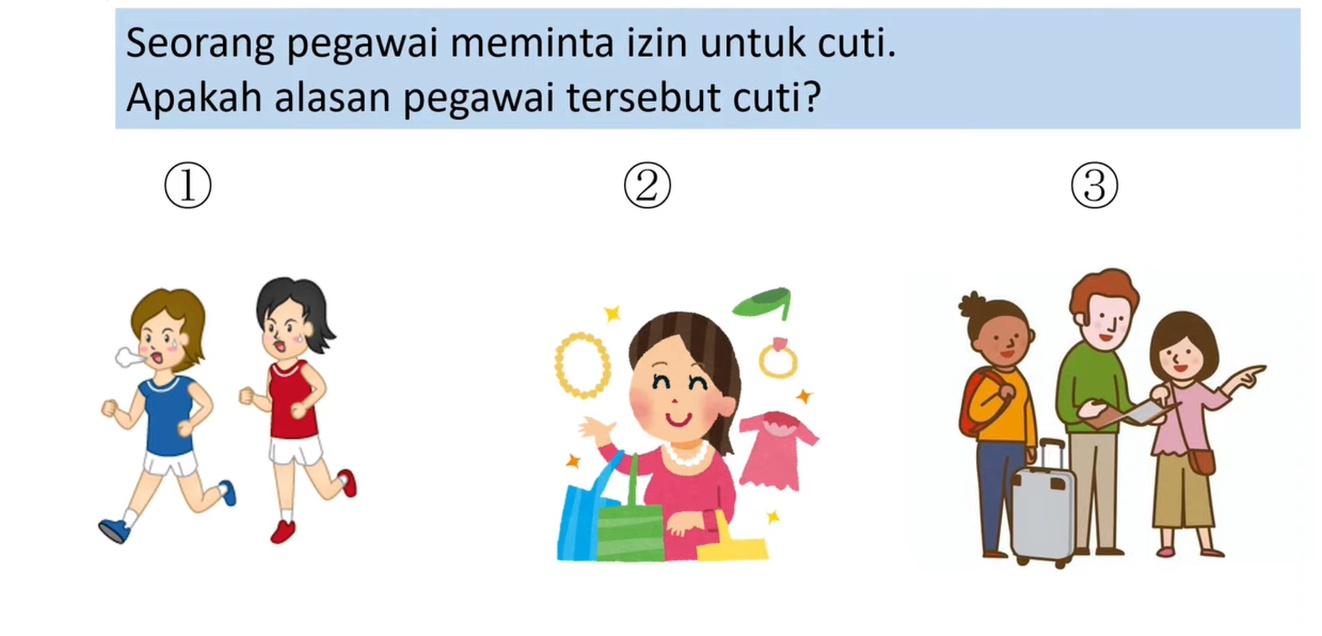 Seorang pegawai meminta izin untuk cuti.
Apakah alasan pegawai tersebut cuti?
① ② ③